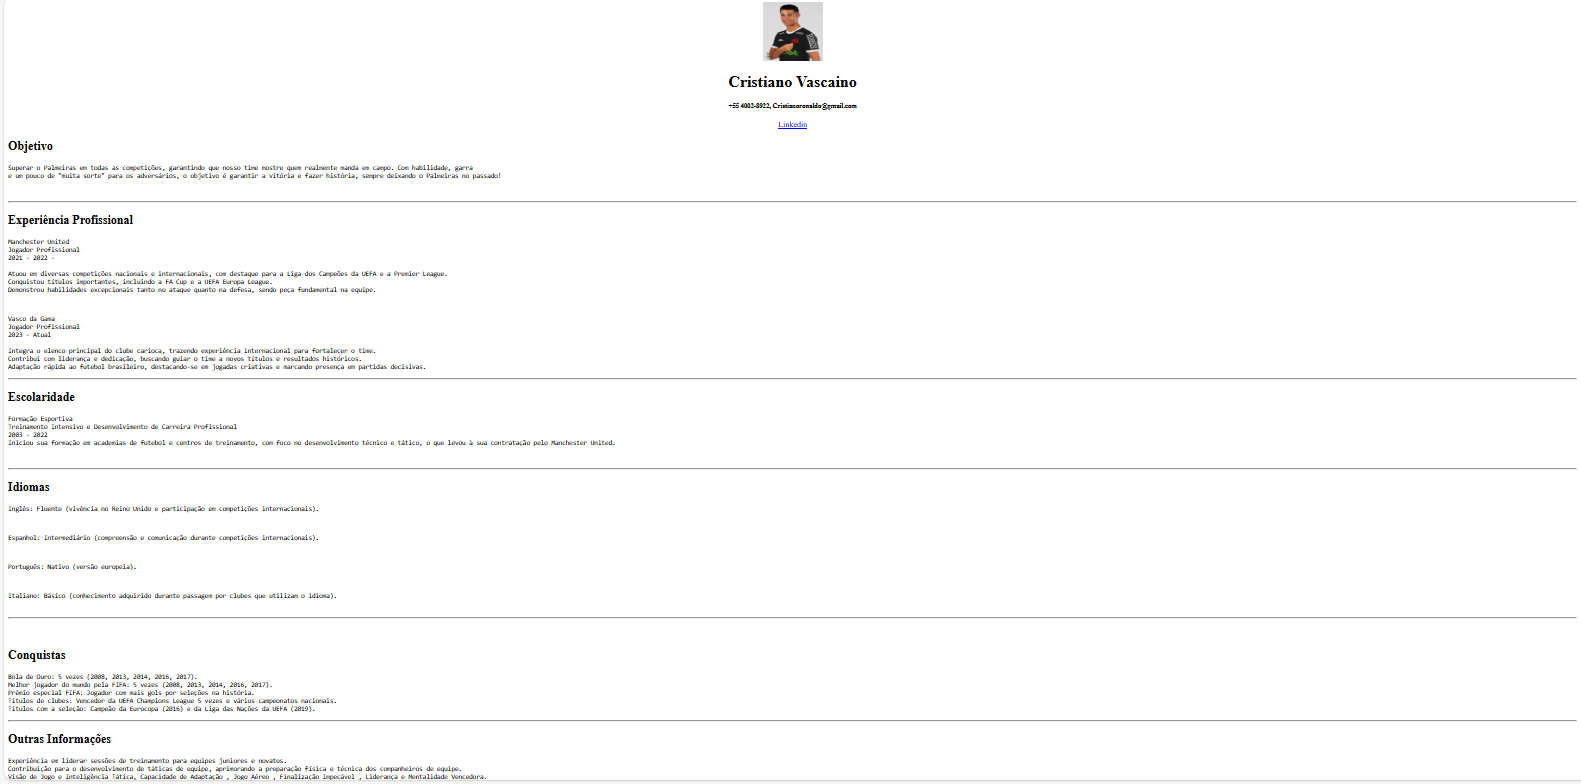 Cristiano Vascaino
+55 4002-8922, Cristianoronaldo@gmail.com
Linkedin
Objetivo
Superar o Palmeiras em todas as competições, garantindo que nosso time mostre quem realmente manda em campo. Com habilidade, garra
e um pouco de "muita sorte" para os adversários, o objetivo é garantir a vitória e fazer história, sempre deixando o Palmeiras no passado!
Experiência Profissional
Manchester United
Jogador Profissional
2021 - 2022 -
Atuou em diversas competições nacionais e internacionais, com destaque para a Liga dos Campeões da UEFA e a Premier League.
Conquistou títulos importantes, incluindo a FA Cup e a UEFA Europa League.
Demonstrou habilidades excepcionais tanto no ataque quanto na defesa, sendo peça fundamental na equipe.
Vasco da Gama
Jogador Profissional
2023 - Atual
Integra o elenco principal do clube carioca, trazendo experiência internacional para fortalecer o time.
Contribui com liderança e dedicação, buscando guiar o time a novos títulos e resultados históricos.
Adaptação rápida ao futebol brasileiro, destacando-se em jogadas criativas e marcando presença em partidas decisivas.
Escolaridade
Formação Esportiva
Treinamento Intensivo e Desenvolvimento de Carreira Profissional
2003 - 2022
Iniciou sua formação em academias de futebol e centros de treinamento, com foco no desenvolvimento técnico e tático, o que levou à sua contratação pelo Manchester United.
Idiomas
Inglês: Fluente (vivência no Reino Unido e participação em competições internacionais).
Espanhol: Intermediário (compreensão e comunicação durante competições internacionais).
Português: Nativo (versão europeia).
Italiano: Básico (conhecimento adquirido durante passagem por clubes que utilizam o idioma).
Conquistas
Bola de Ouro: 5 vezes (2008, 2013, 2014, 2016, 2017).
Melhor jogador do mundo pela FIFA: 5 vezes (2008, 2013, 2014, 2016, 2017).
Prêmio especial FIFA: Jogador com mais gols por seleções na história.
Títulos de clubes: Vencedor da UEFA Champions League 5 vezes e vários campeonatos nacionais.
Títulos com a seleção: Campeão da Eurocopa (2016) e da Liga das Nações da UEFA (2019).
Outras Informações
Experiência em liderar sessões de treinamento para equipes juniores e novatos.
Contribuição para o desenvolvimento de táticas de equipe, aprimorando a preparação física e técnica dos companheiros de equipe.
Visão de Jogo e Inteligência Tática, Capacidade de Adaptação , Jogo Aéreo , Finalização Impecável , Liderança e Mentalidade Vencedora.